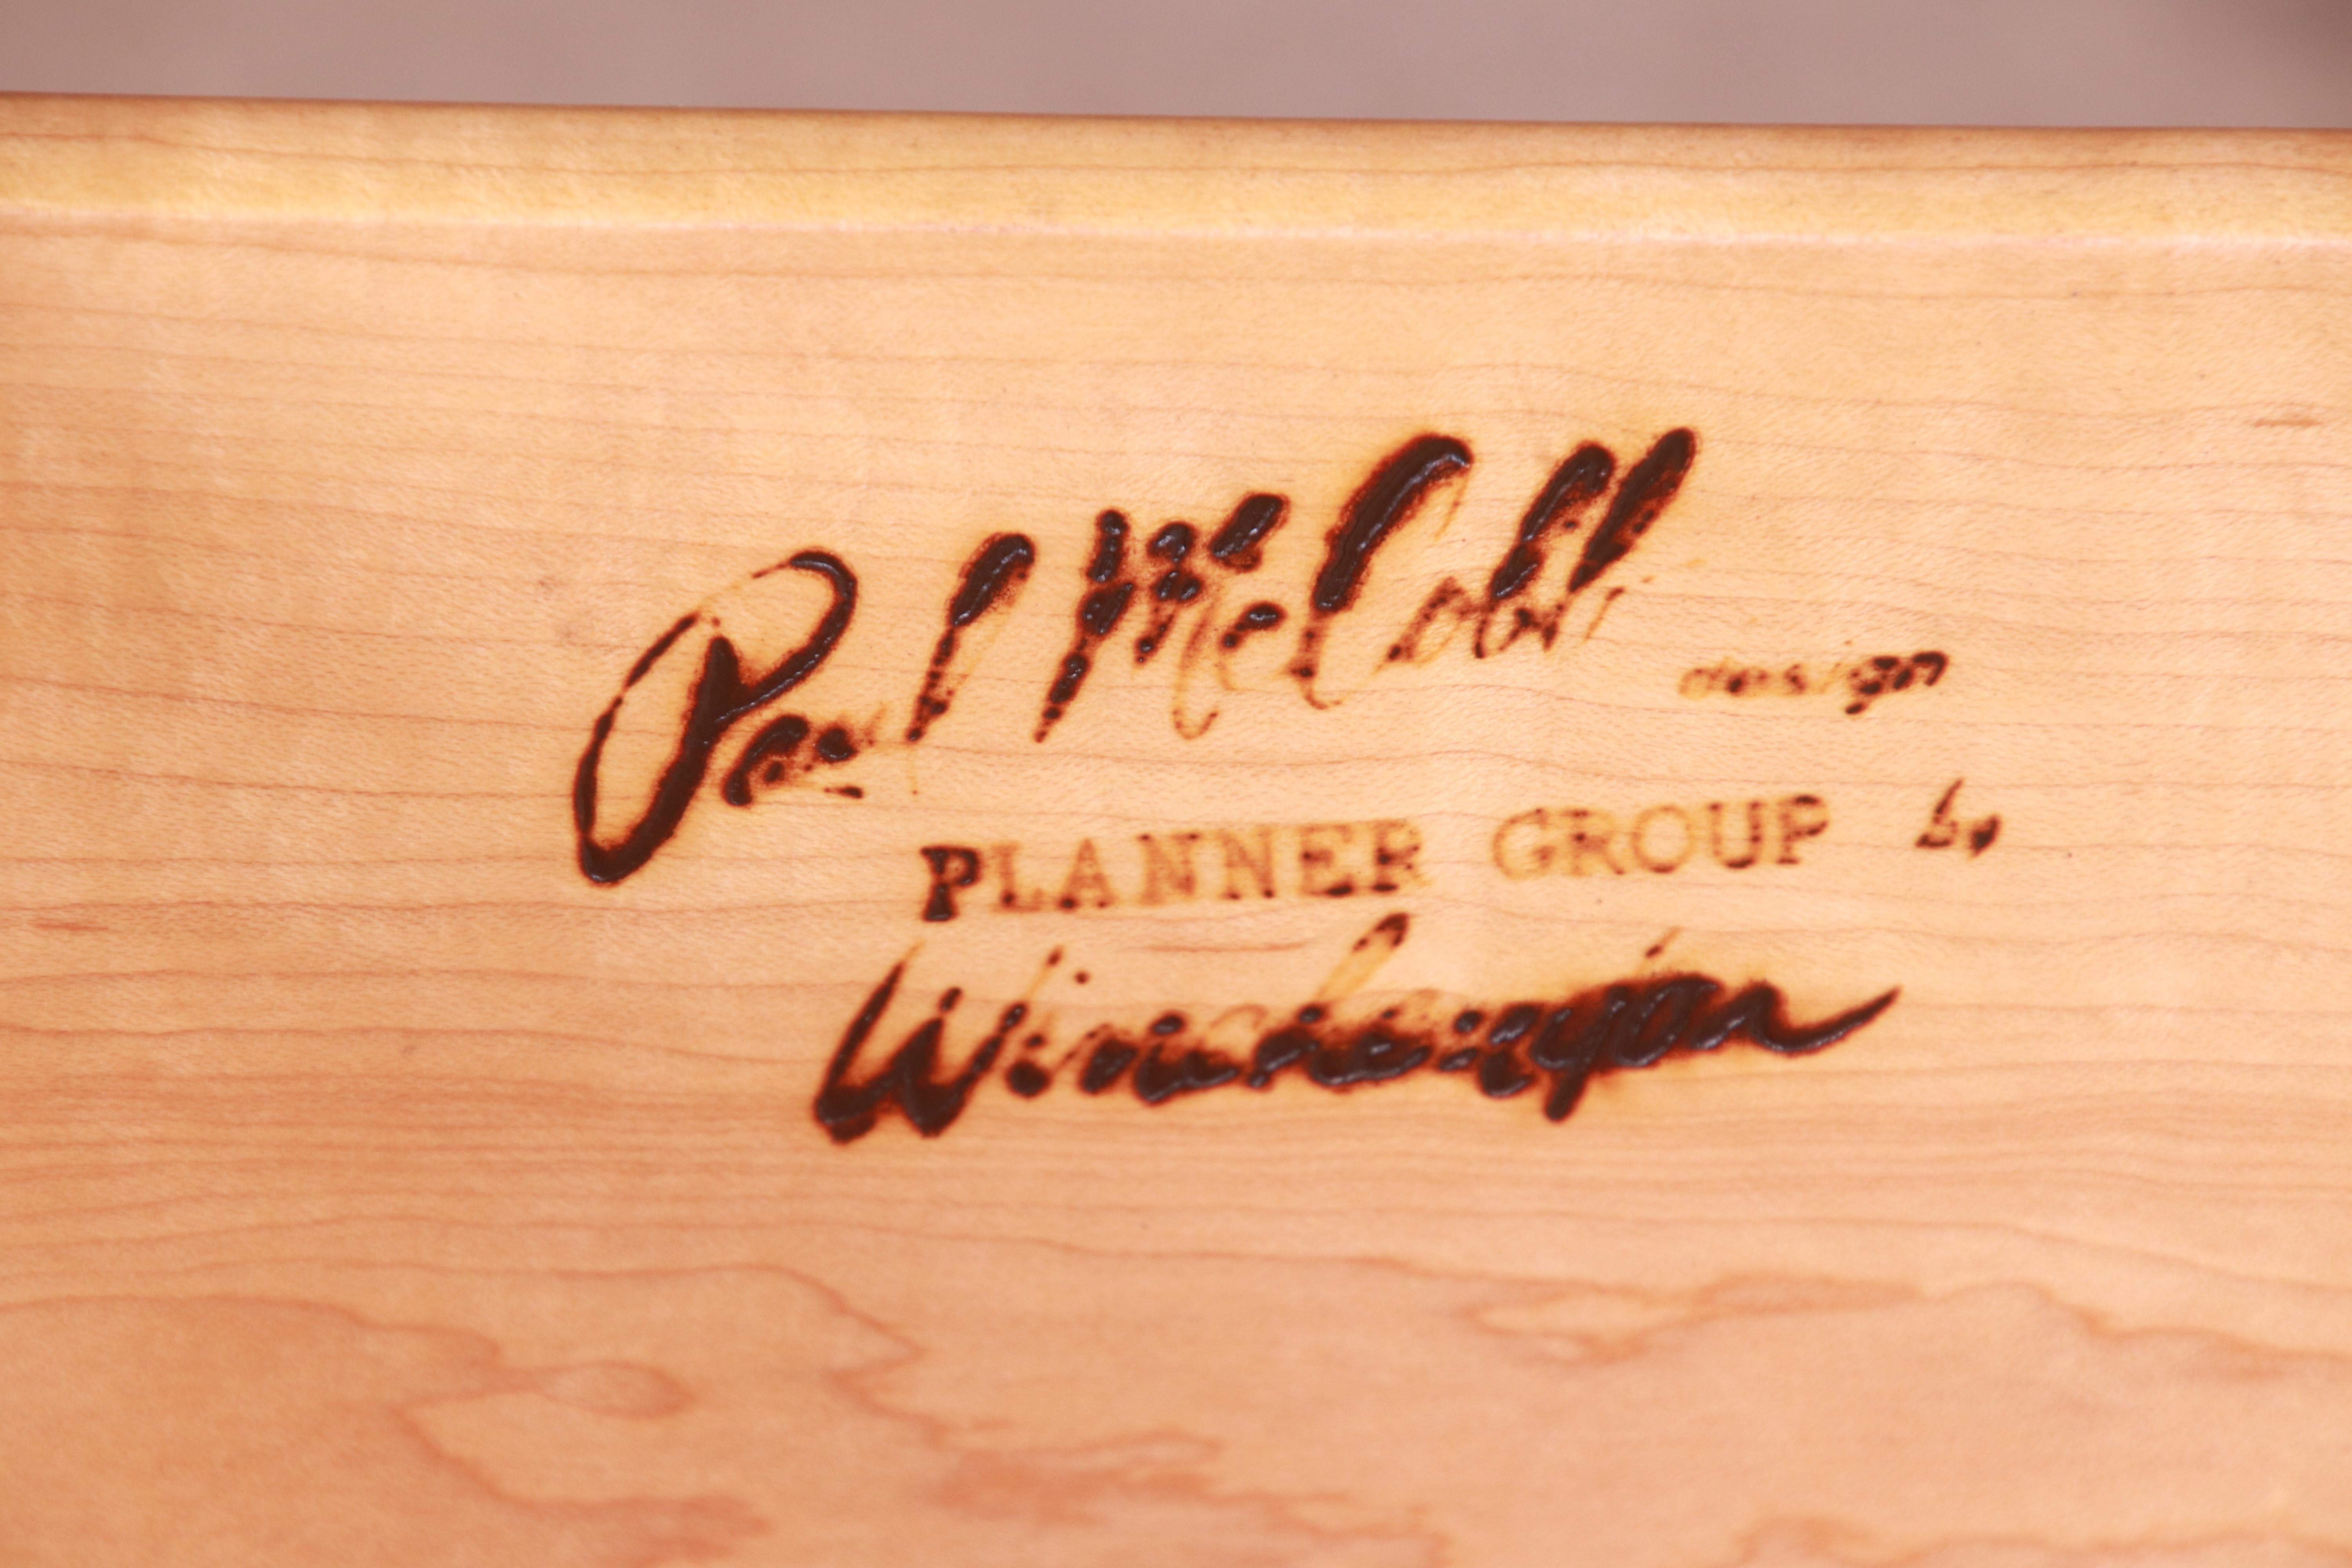 Paul McCobb design
PLANNER GROUP by
Winchendon